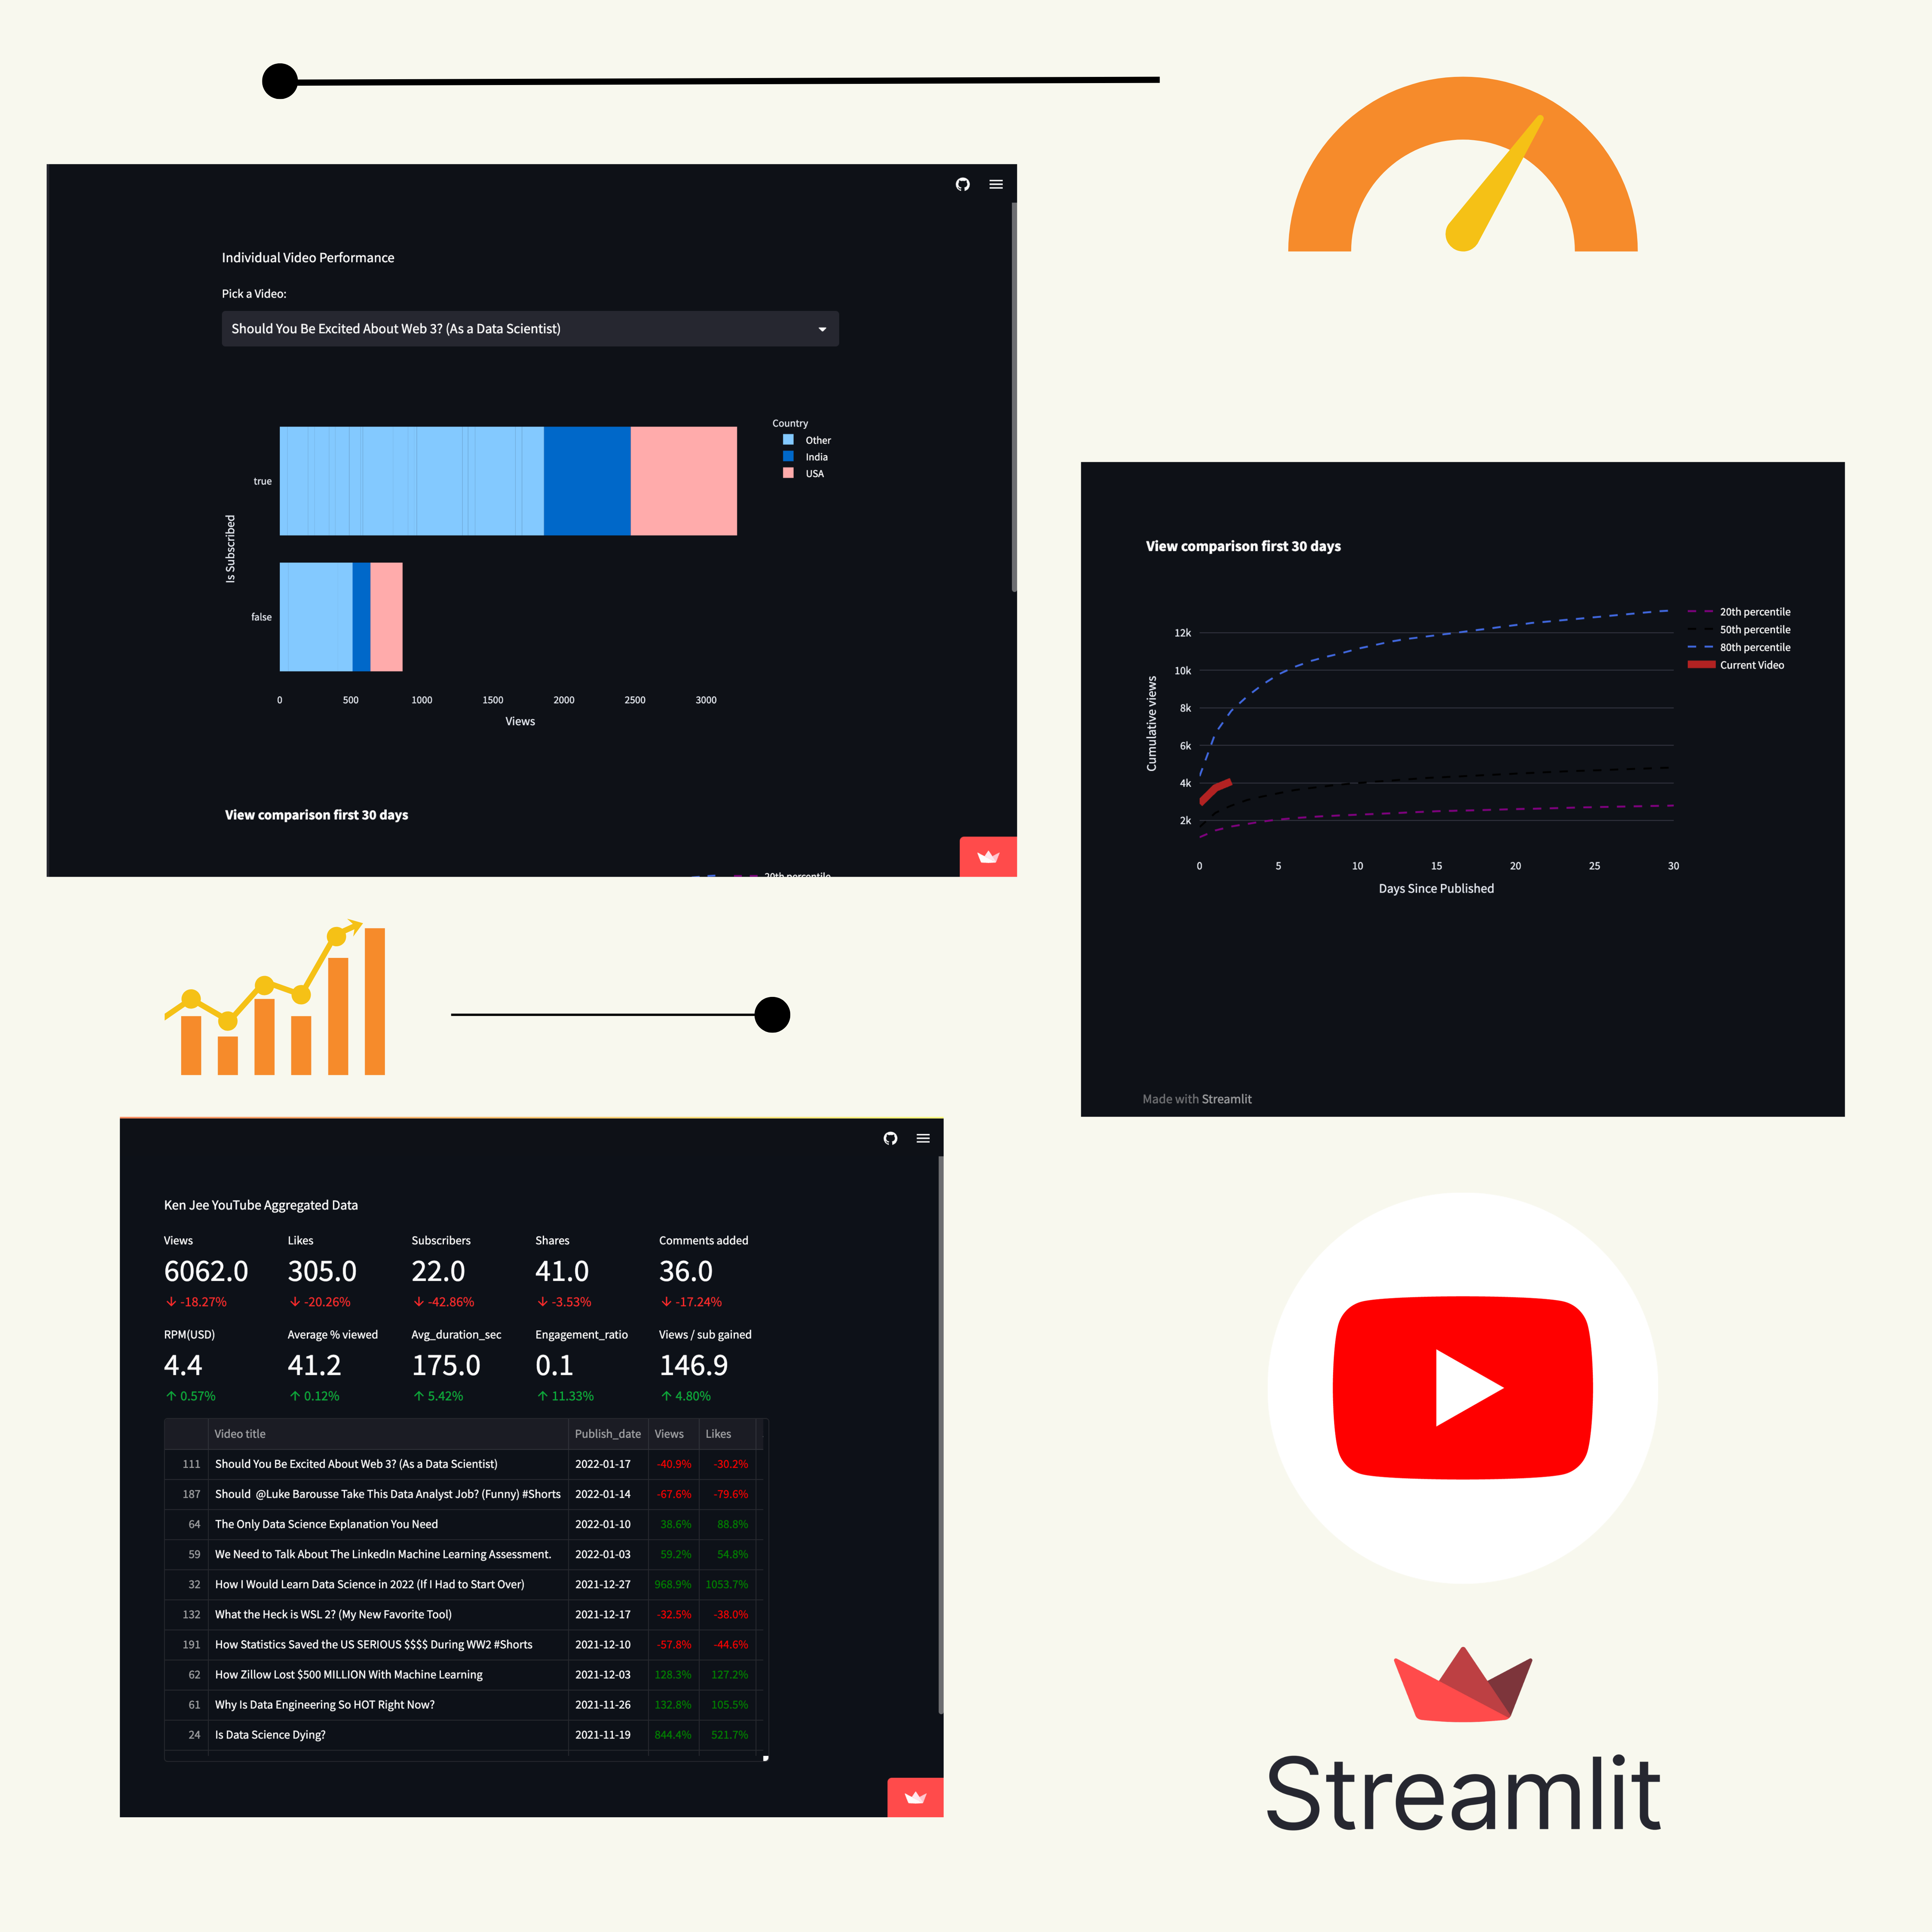 Individual Video Performance
Pick a Video:
Should You Be Excited About Web 3? (As a Data Scientist)
Country
Other
India
USA
true
false
Is Subscribed
0 500 1000 1500 2000 2500 3000
Views
View comparison first 30 days
20th percentile
View comparison first 30 days
20th percentile
50th percentile
80th percentile
Current Video
12k
10k
8k
6k
4k
2k
Cumulative views
0 5 10 15 20 25 30
Days Since Published
Made with Streamlit
Ken Jee YouTube Aggregated Data
Views Likes Subscribers Shares Comments added
6062.0 305.0 22.0 41.0 36.0
↓ -18.27% ↓ -20.26% ↓ -42.86% ↓ -3.53% ↓ -17.24%
RPM(USD) Average % viewed Avg_duration_sec Engagement_ratio Views / sub gained
4.4 41.2 175.0 0.1 146.9
↑ 0.57% ↑ 0.12% ↑ 5.42% ↑ 11.33% ↑ 4.80%
Video title Publish_date Views Likes
111 Should You Be Excited About Web 3? (As a Data Scientist) 2022-01-17 -40.9% -30.2%
187 Should @Luke Barousse Take This Data Analyst Job? (Funny) #Shorts 2022-01-14 -67.6% -79.6%
64 The Only Data Science Explanation You Need 2022-01-10 38.6% 88.8%
59 We Need to Talk About The LinkedIn Machine Learning Assessment. 2022-01-03 59.2% 54.8%
32 How I Would Learn Data Science in 2022 (If I Had to Start Over) 2021-12-27 968.9% 1053.7%
132 What the Heck is WSL 2? (My New Favorite Tool) 2021-12-17 -32.5% -38.0%
191 How Statistics Saved the US SERIOUS $$$$ During WW2 #Shorts 2021-12-10 -57.8% -44.6%
62 How Zillow Lost $500 MILLION With Machine Learning 2021-12-03 128.3% 127.2%
61 Why Is Data Engineering So HOT Right Now? 2021-11-26 132.8% 105.5%
24 Is Data Science Dying? 2021-11-19 844.4% 521.7%
Streamlit